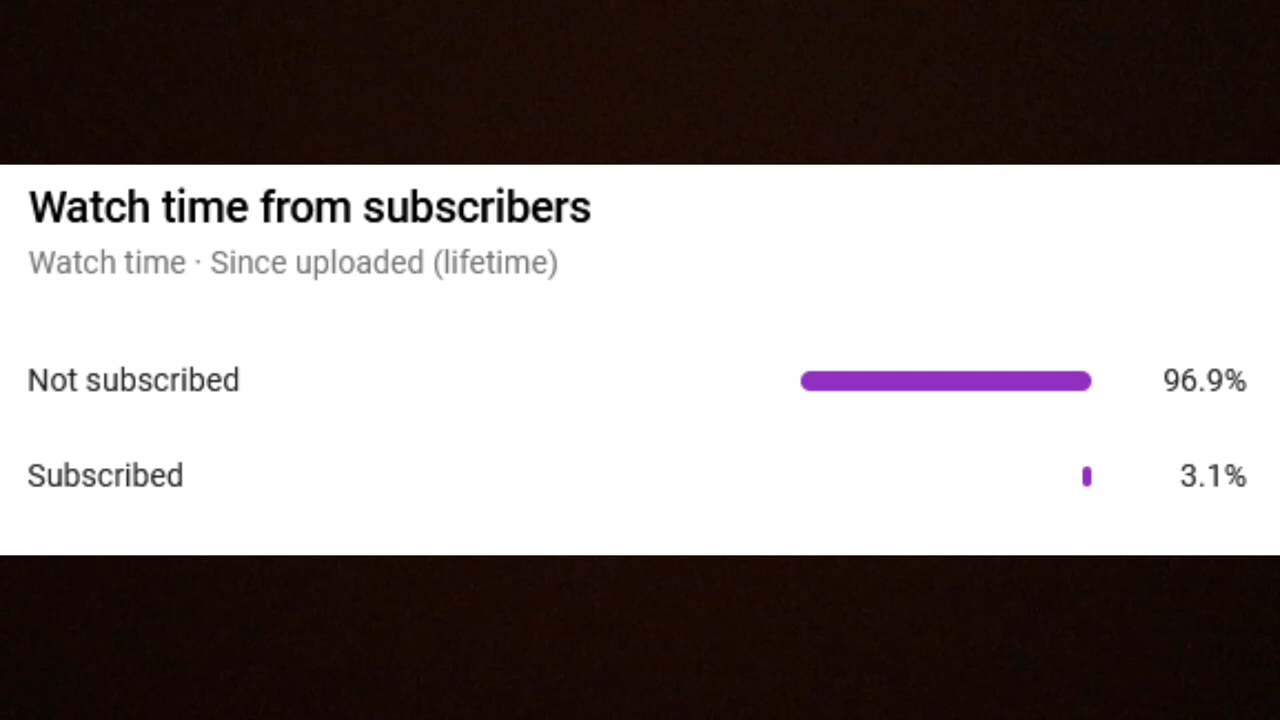 Watch time from subscribers
Watch time · Since uploaded (lifetime)
Not subscribed 96.9%
Subscribed 3.1%